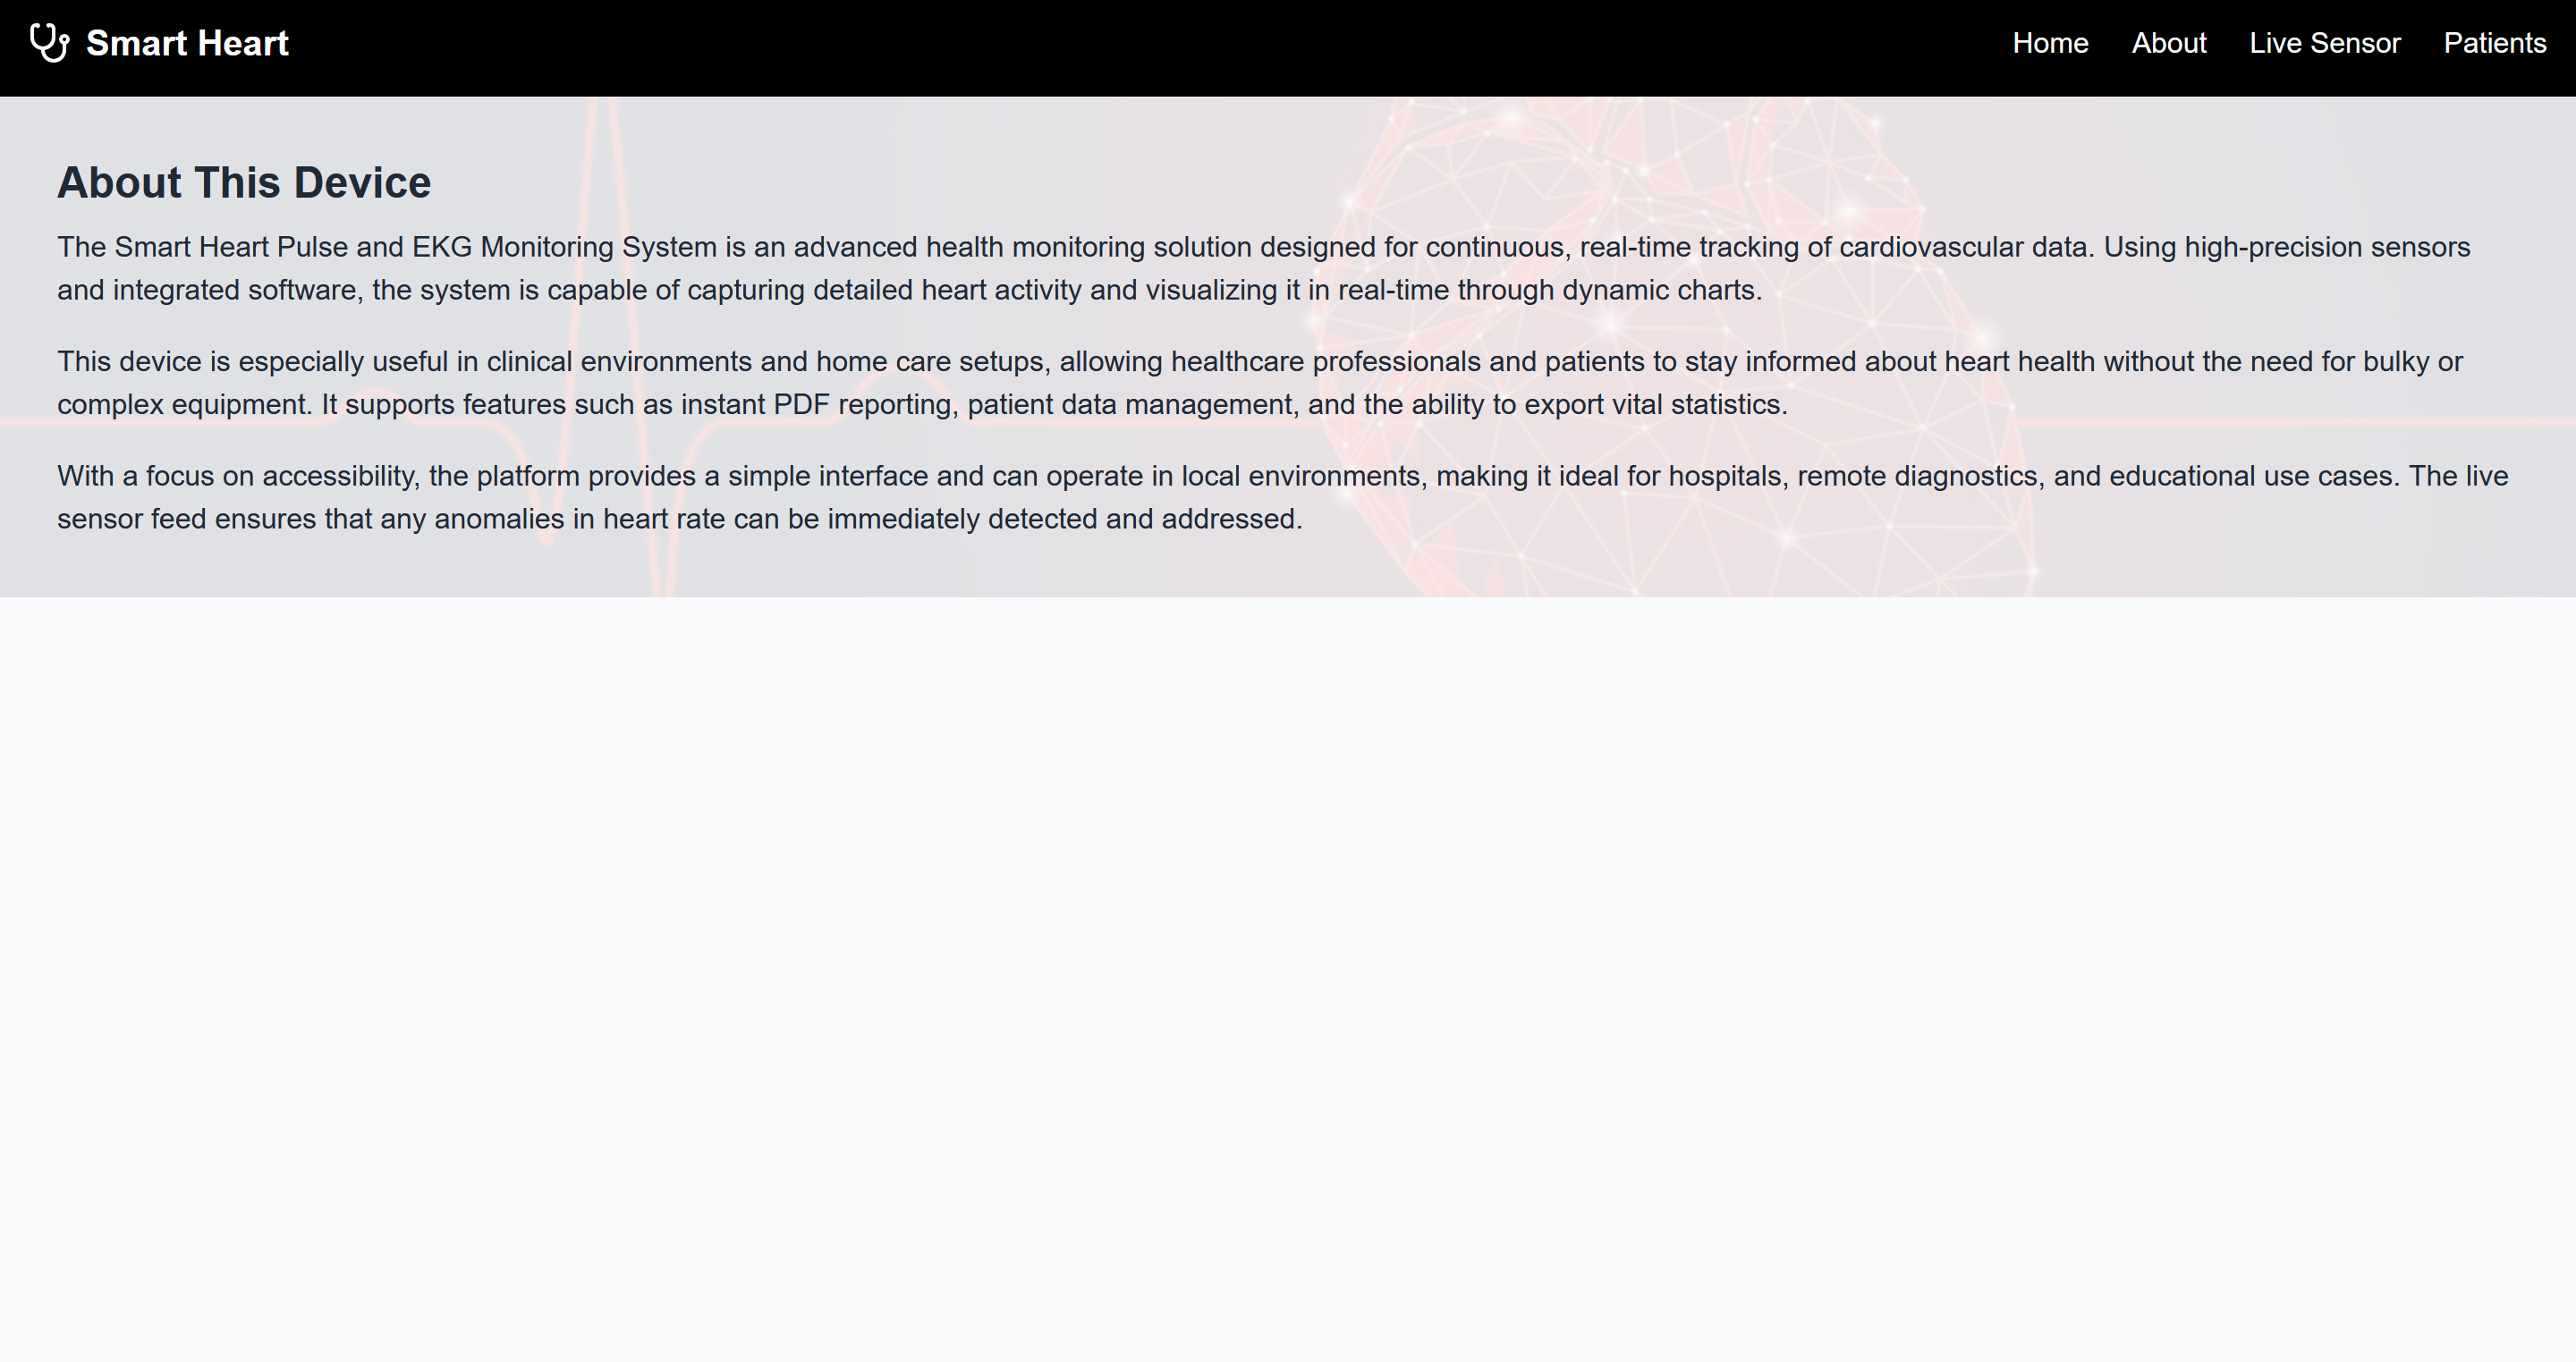 Smart Heart
Home About Live Sensor Patients
About This Device
The Smart Heart Pulse and EKG Monitoring System is an advanced health monitoring solution designed for continuous, real-time tracking of cardiovascular data. Using high-precision sensors
and integrated software, the system is capable of capturing detailed heart activity and visualizing it in real-time through dynamic charts.
This device is especially useful in clinical environments and home care setups, allowing healthcare professionals and patients to stay informed about heart health without the need for bulky or
complex equipment. It supports features such as instant PDF reporting, patient data management, and the ability to export vital statistics.
With a focus on accessibility, the platform provides a simple interface and can operate in local environments, making it ideal for hospitals, remote diagnostics, and educational use cases. The live
sensor feed ensures that any anomalies in heart rate can be immediately detected and addressed.